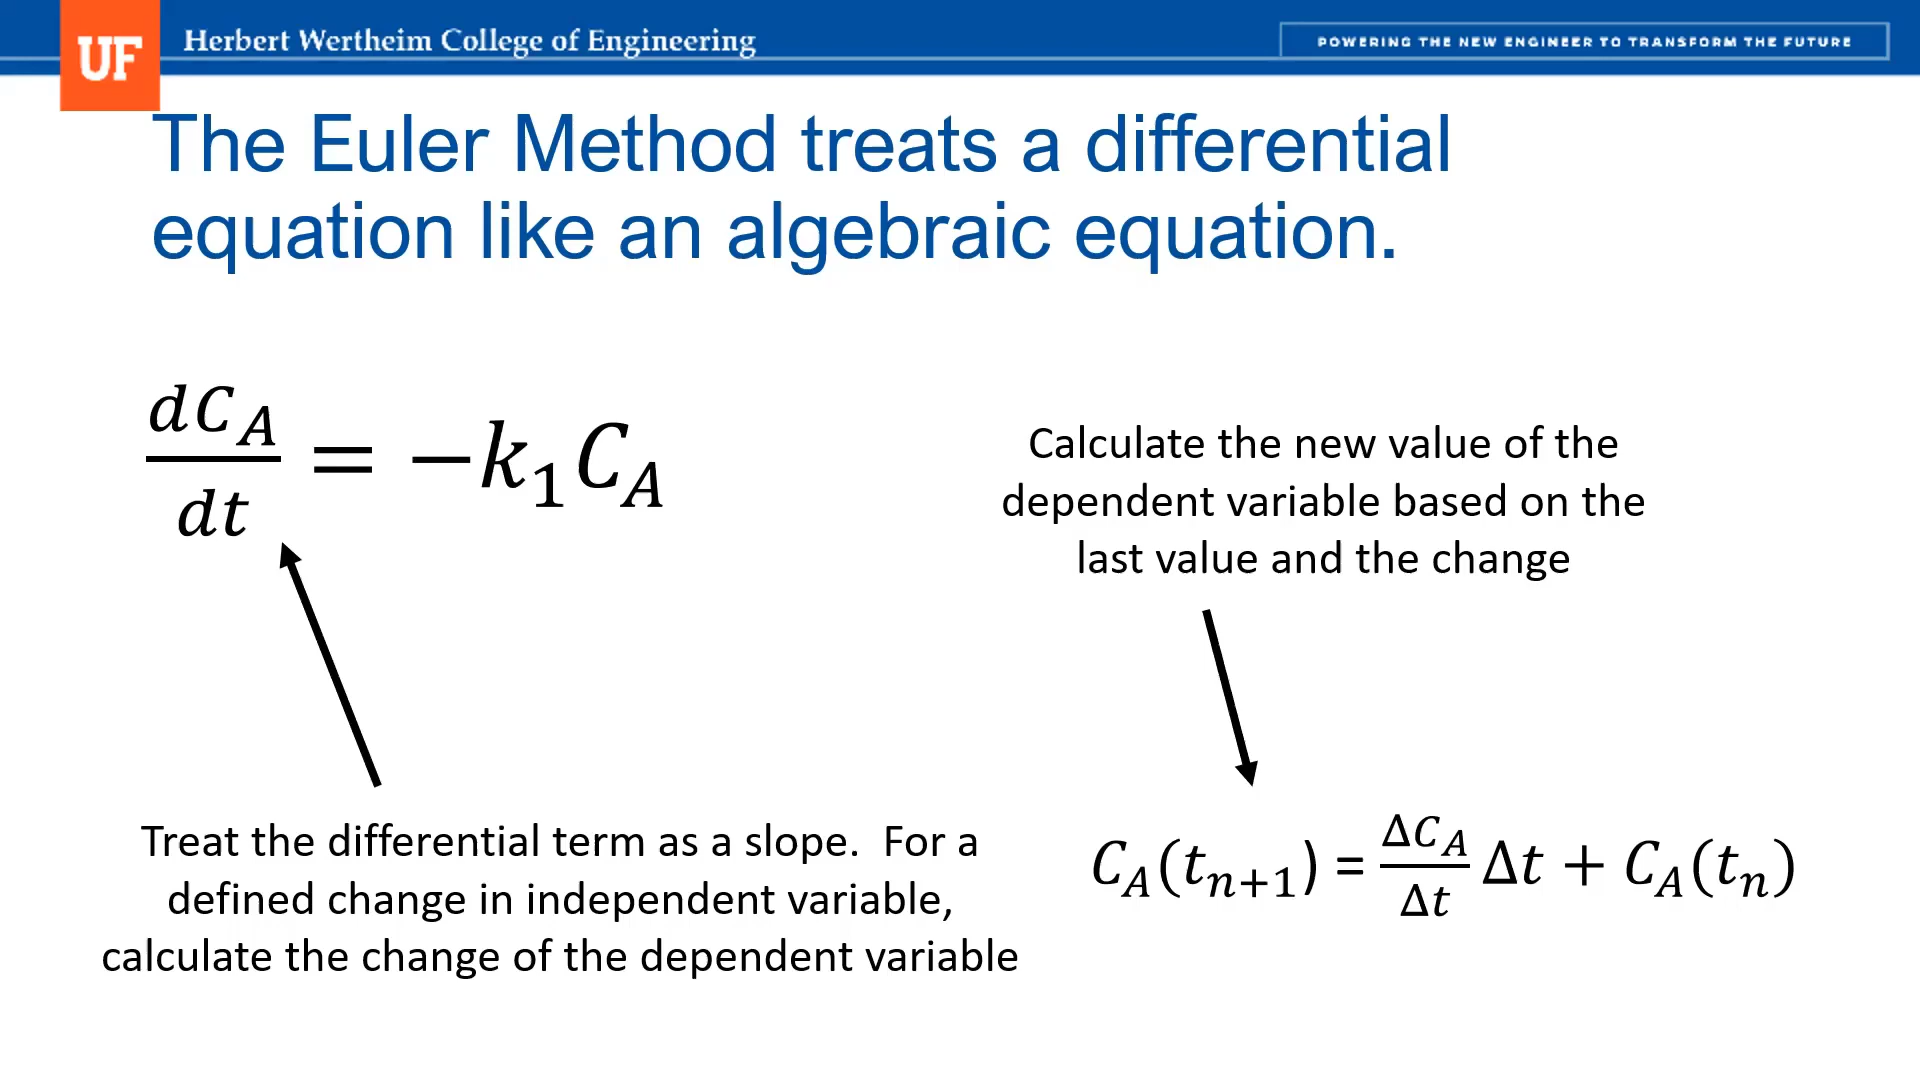 UF
Herbert Wertheim College of Engineering
POWERING THE NEW ENGINEER TO TRANSFORM THE FUTURE
The Euler Method treats a differential
equation like an algebraic equation.
dC_A/dt = −k_1C_A
Calculate the new value of the
dependent variable based on the
last value and the change
Treat the differential term as a slope.  For a
defined change in independent variable,
calculate the change of the dependent variable
C_A(t_{n+1}) = ΔC_A/Δt Δt + C_A(t_n)